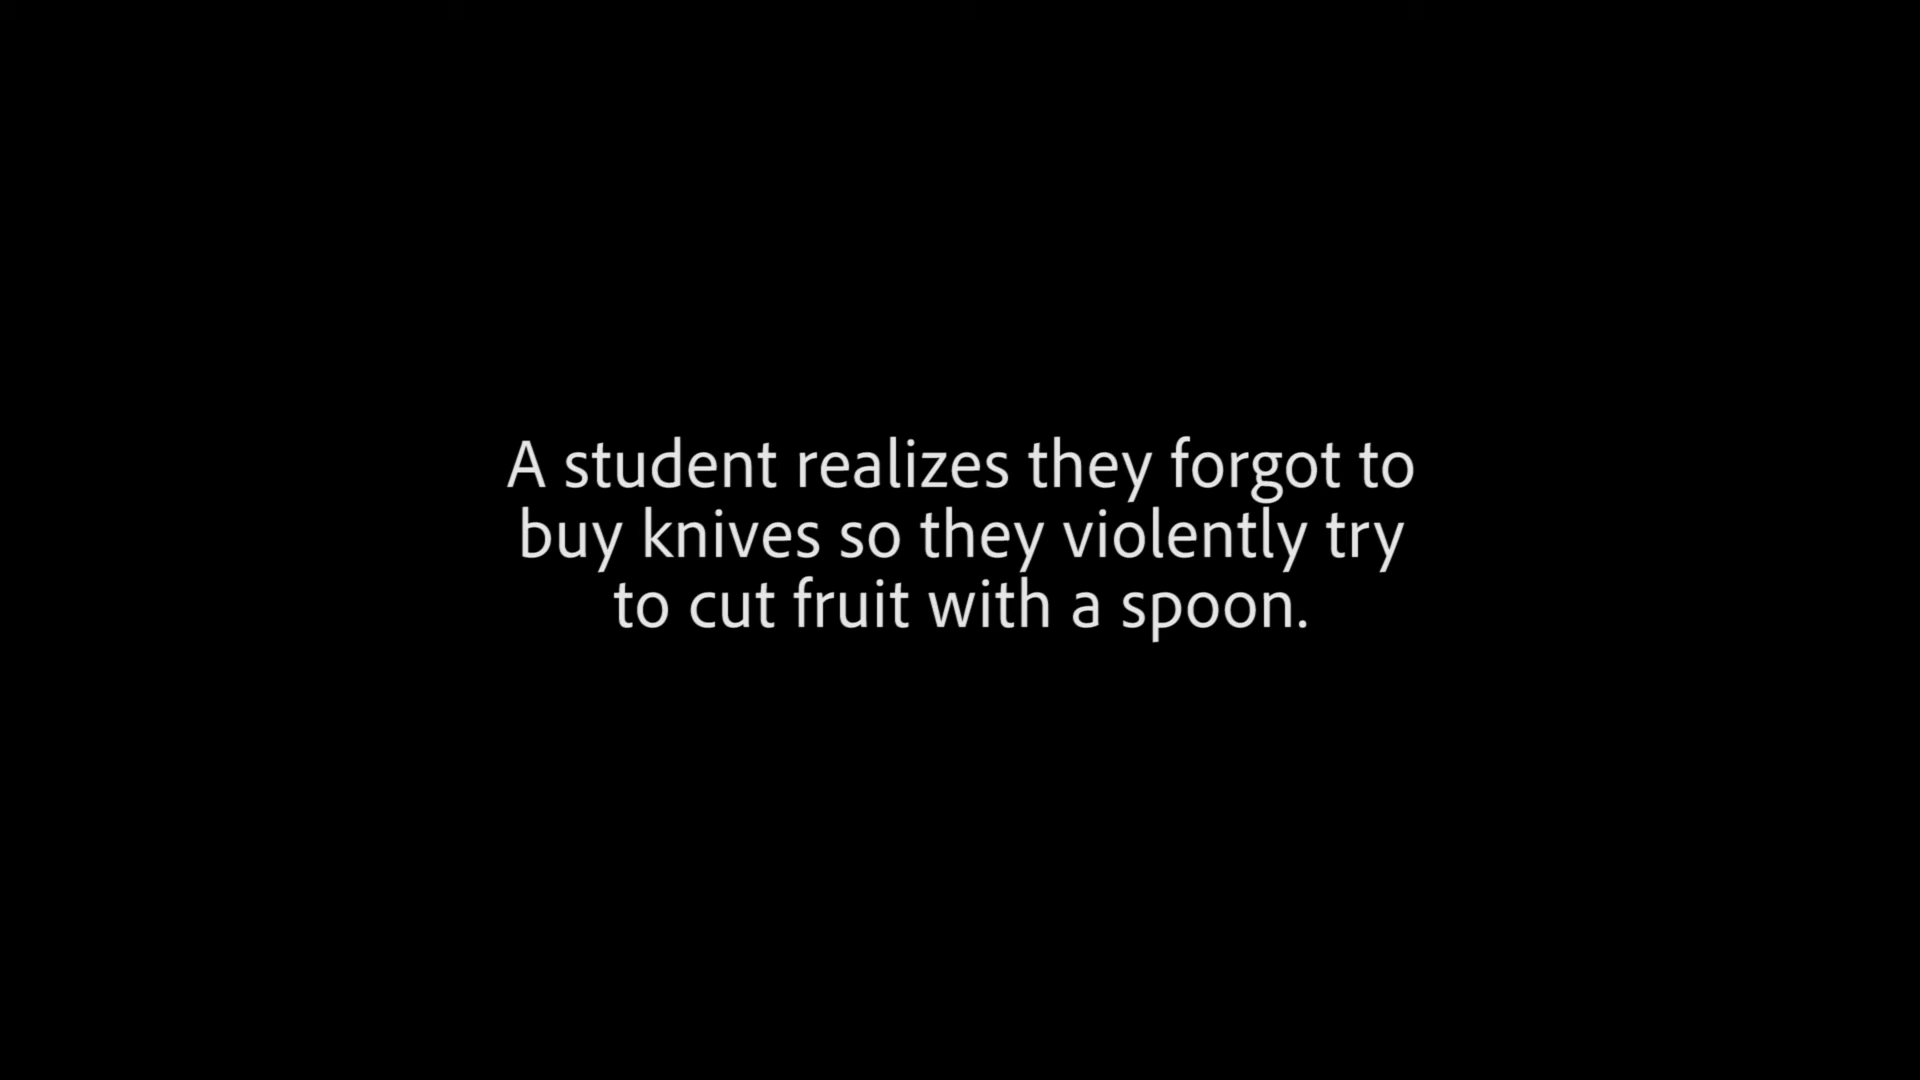 A student realizes they forgot to
buy knives so they violently try
to cut fruit with a spoon.